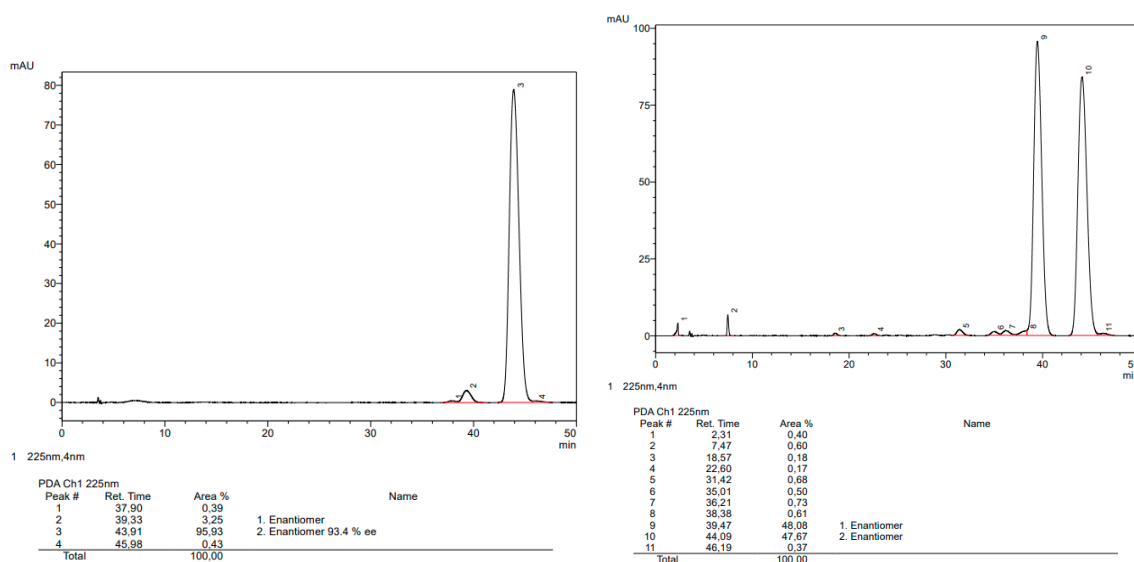 mAU
80
70
60
50
40
30
20
10
0
1
2
3
4
0 10 20 30 40 50
min
1 225nm,4nm
PDA Ch1 225nm
Peak # Ret. Time Area % Name
1 37,90 0,39
2 39,33 3,25 1. Enantiomer
3 43,91 95,93 2. Enantiomer 93.4 % ee
4 45,98 0,43
Total 100,00
mAU
100
75
50
25
0
1
2
3
4
5
6
7
8
9
10
11
0 10 20 30 40
1 225nm,4nm
PDA Ch1 225nm
Peak # Ret. Time Area % Name
1 2,31 0,40
2 7,47 0,60
3 18,57 0,18
4 22,60 0,17
5 31,42 0,68
6 35,01 0,50
7 36,21 0,73
8 38,38 0,61
9 39,47 48,08 1. Enantiomer
10 44,09 47,67 2. Enantiomer
11 46,19 0,37
Total 100,00